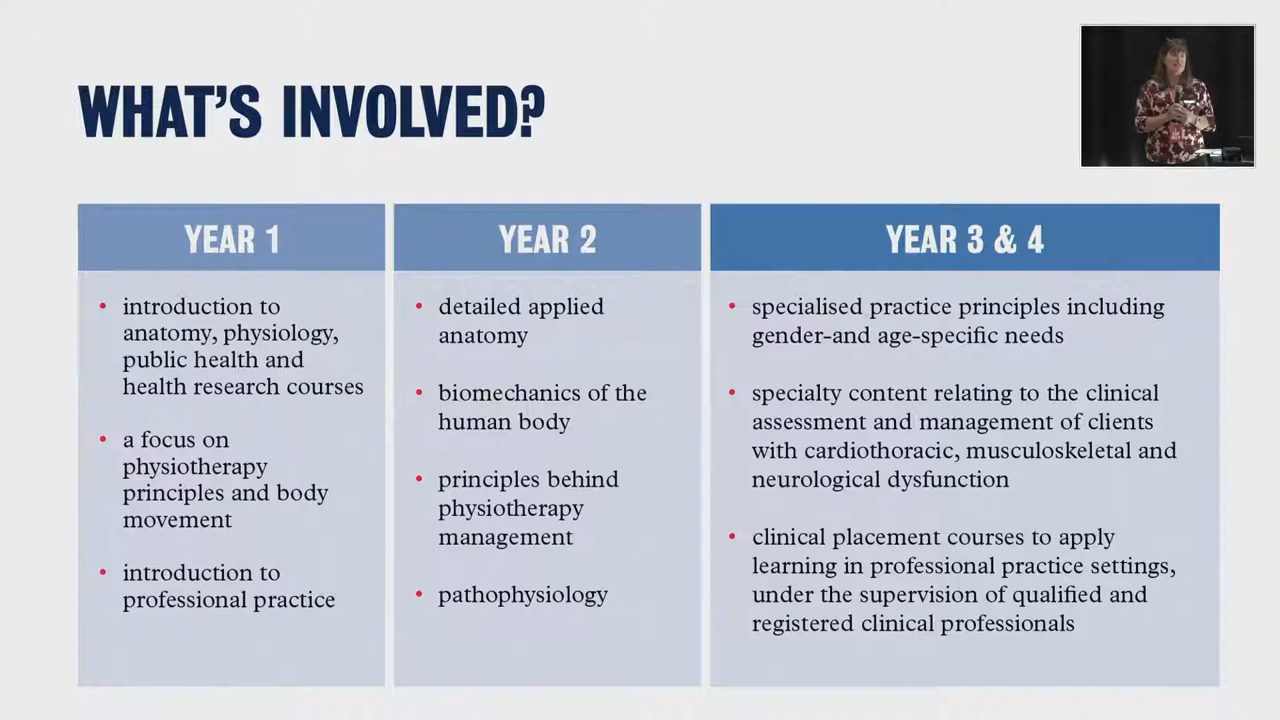 WHAT'S INVOLVED?
YEAR 1
• introduction to
anatomy, physiology,
public health and
health research courses
• a focus on
physiotherapy
principles and body
movement
• introduction to
professional practice
YEAR 2
• detailed applied
anatomy
• biomechanics of the
human body
• principles behind
physiotherapy
management
• pathophysiology
YEAR 3 & 4
• specialised practice principles including
gender-and age-specific needs
• specialty content relating to the clinical
assessment and management of clients
with cardiothoracic, musculoskeletal and
neurological dysfunction
• clinical placement courses to apply
learning in professional practice settings,
under the supervision of qualified and
registered clinical professionals